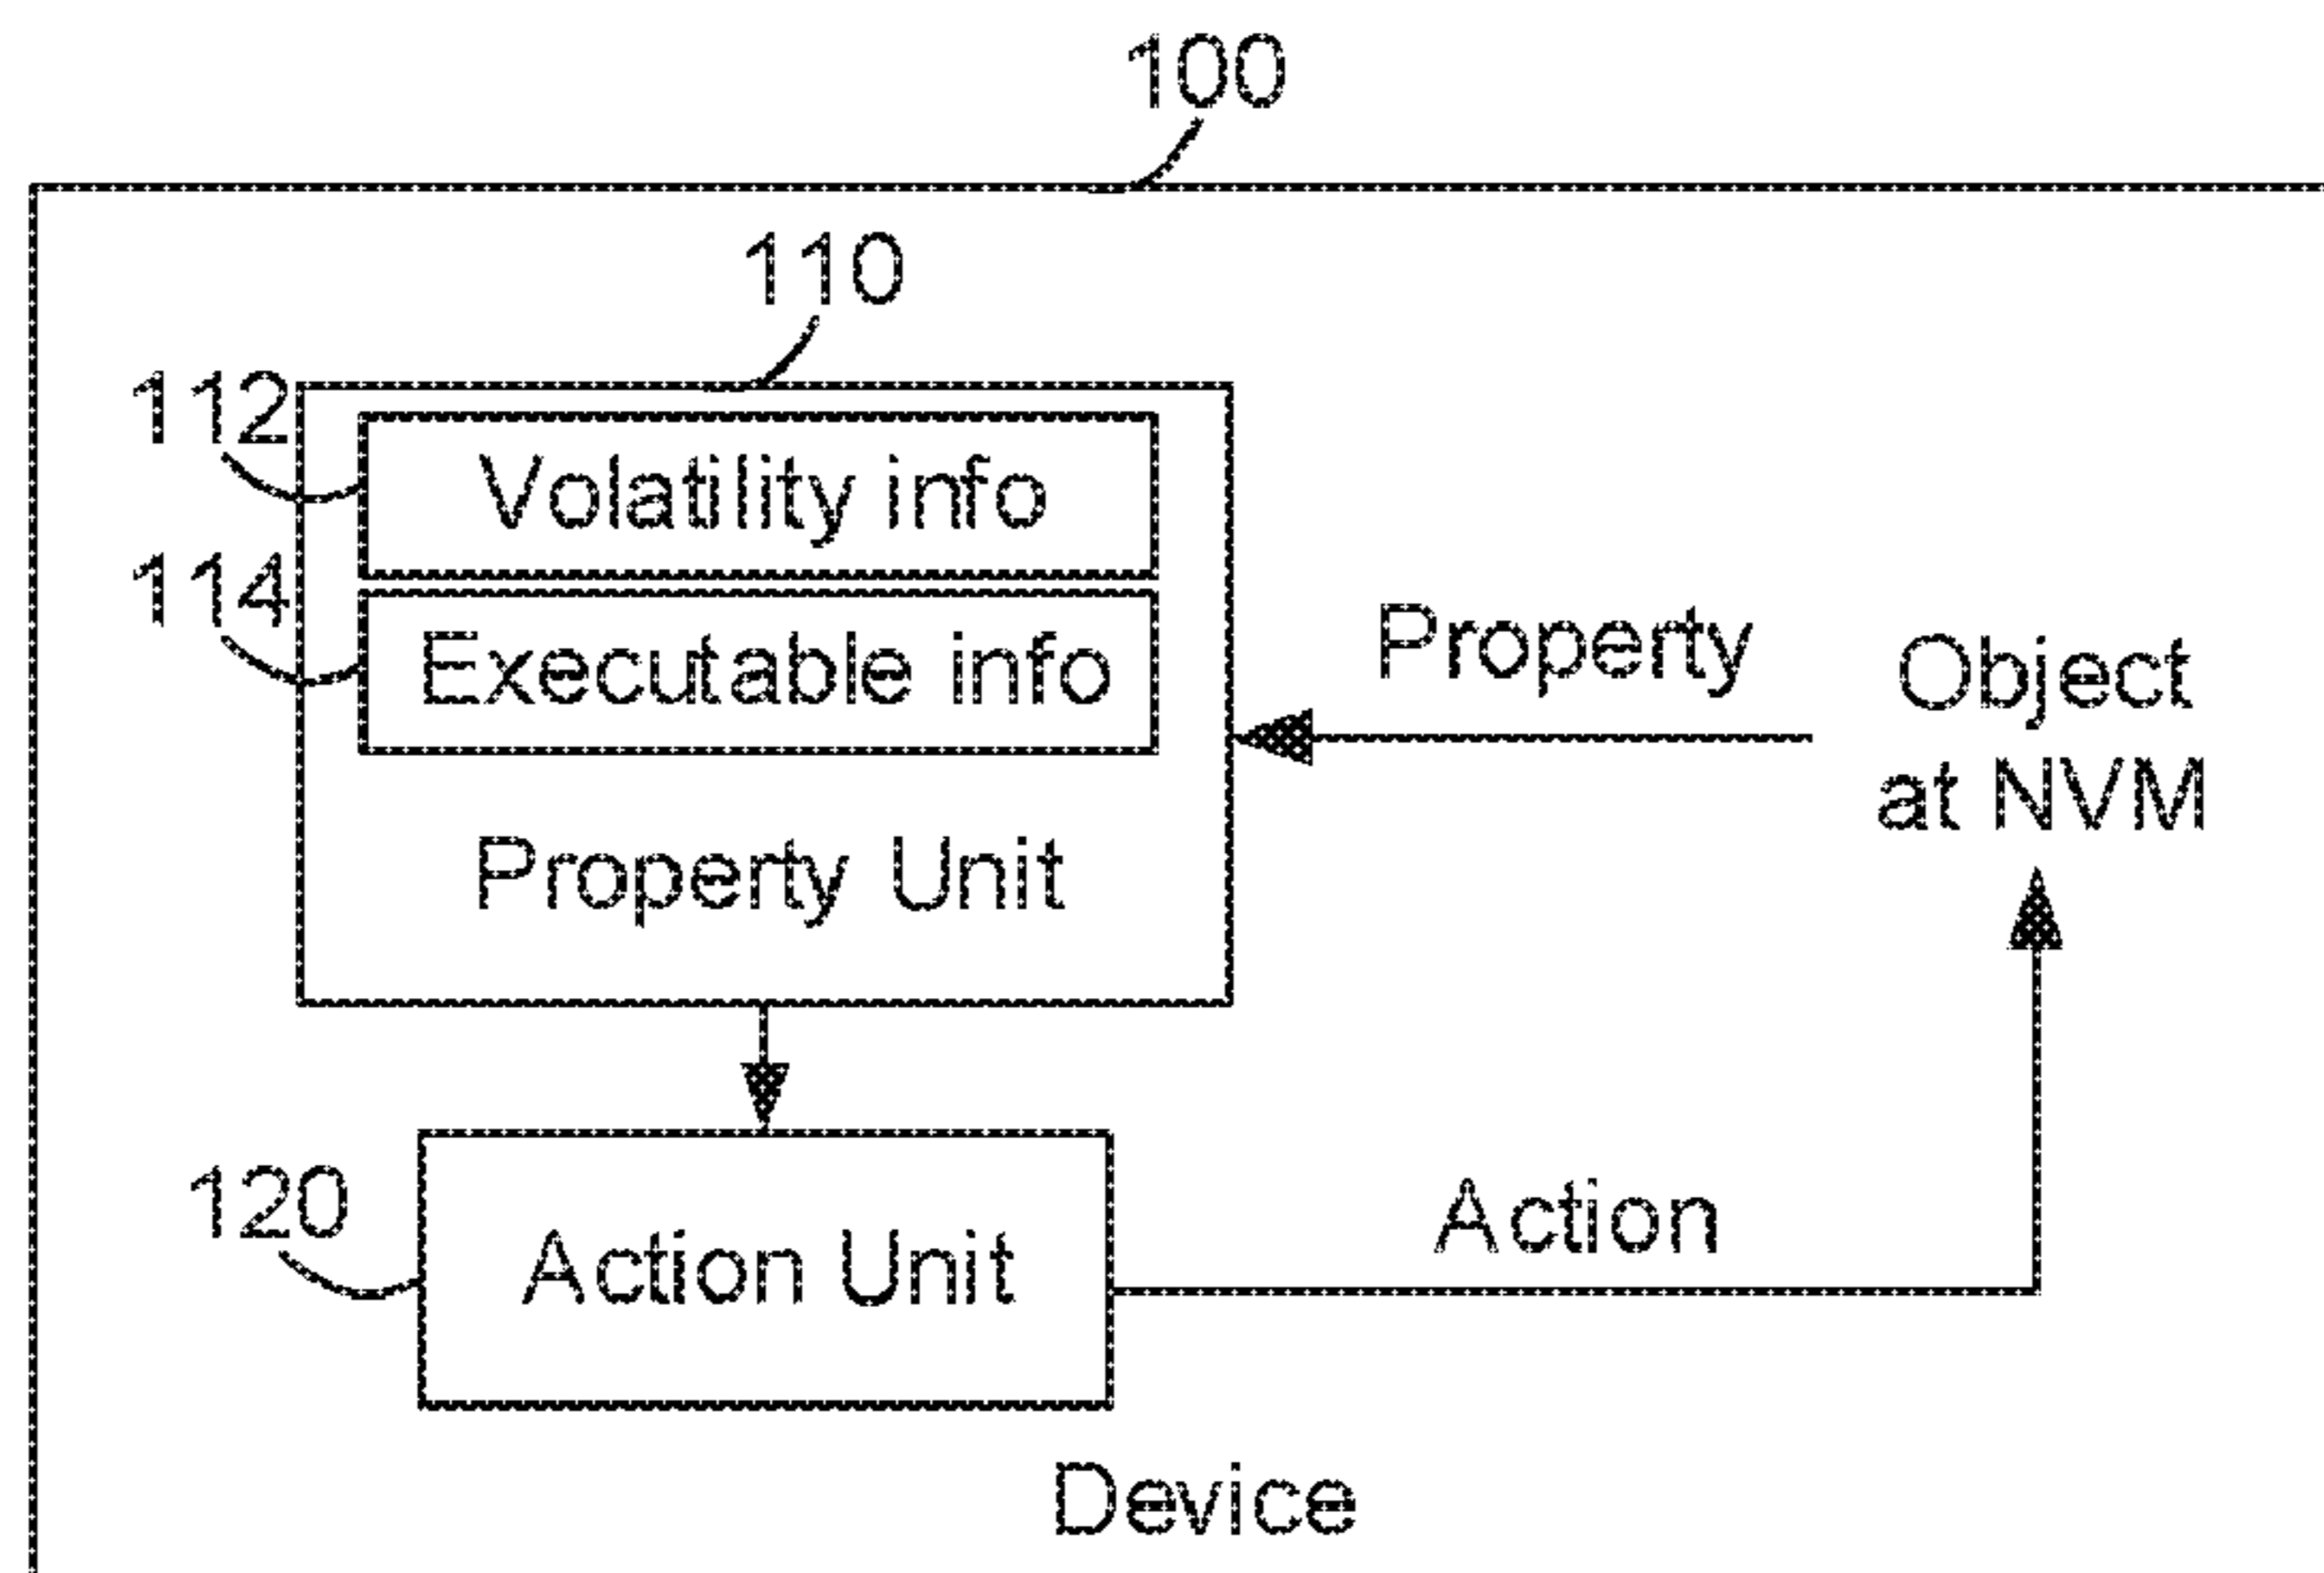 100
110
112
Volatility info
114
Executable info
Property
Object
at NVM
Property Unit
120
Action Unit
Action
Device